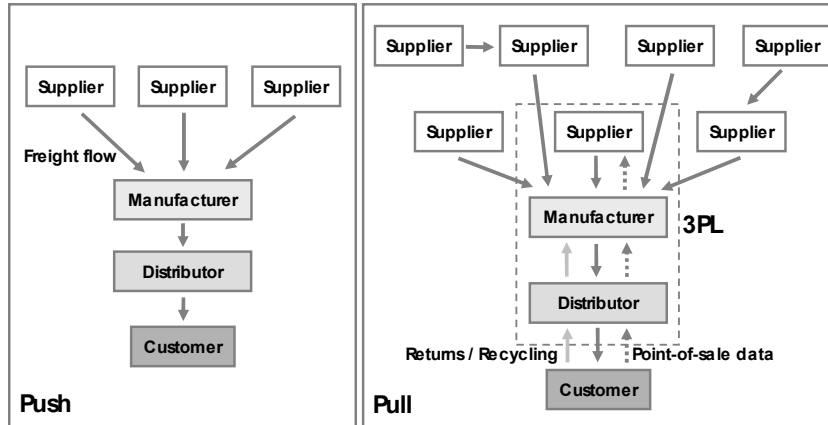 Supplier
Supplier
Supplier
Freight flow
Manufacturer
Distributor
Customer
Push
Supplier
Supplier
Supplier
Supplier
Supplier
Supplier
Supplier
Manufacturer
3PL
Distributor
Returns / Recycling
Point-of-sale data
Customer
Pull